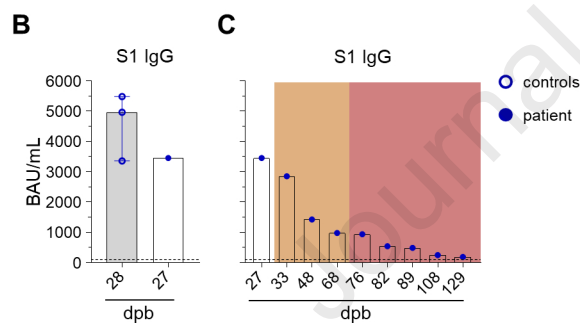 B
C
S1 IgG
S1 IgG
controls
patient
BAU/mL
6000
5000
4000
3000
2000
1000
0
28
27
dpb
27
33
48
68
76
82
89
108
129
dpb
Journal